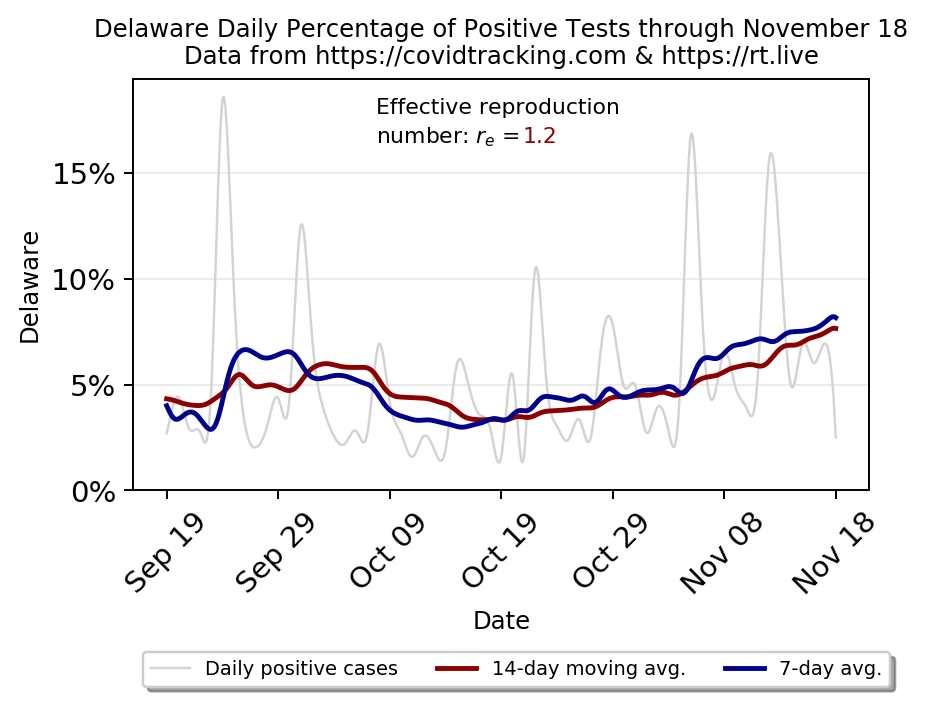 Delaware Daily Percentage of Positive Tests through November 18
Data from https://covidtracking.com & https://rt.live
Effective reproduction
number: rₑ =1.2
15%
10%
5%
0%
Delaware
Sep 19
Sep 29
Oct 09
Oct 19
Oct 29
Nov 08
Nov 18
Date
Daily positive cases
14-day moving avg.
7-day avg.